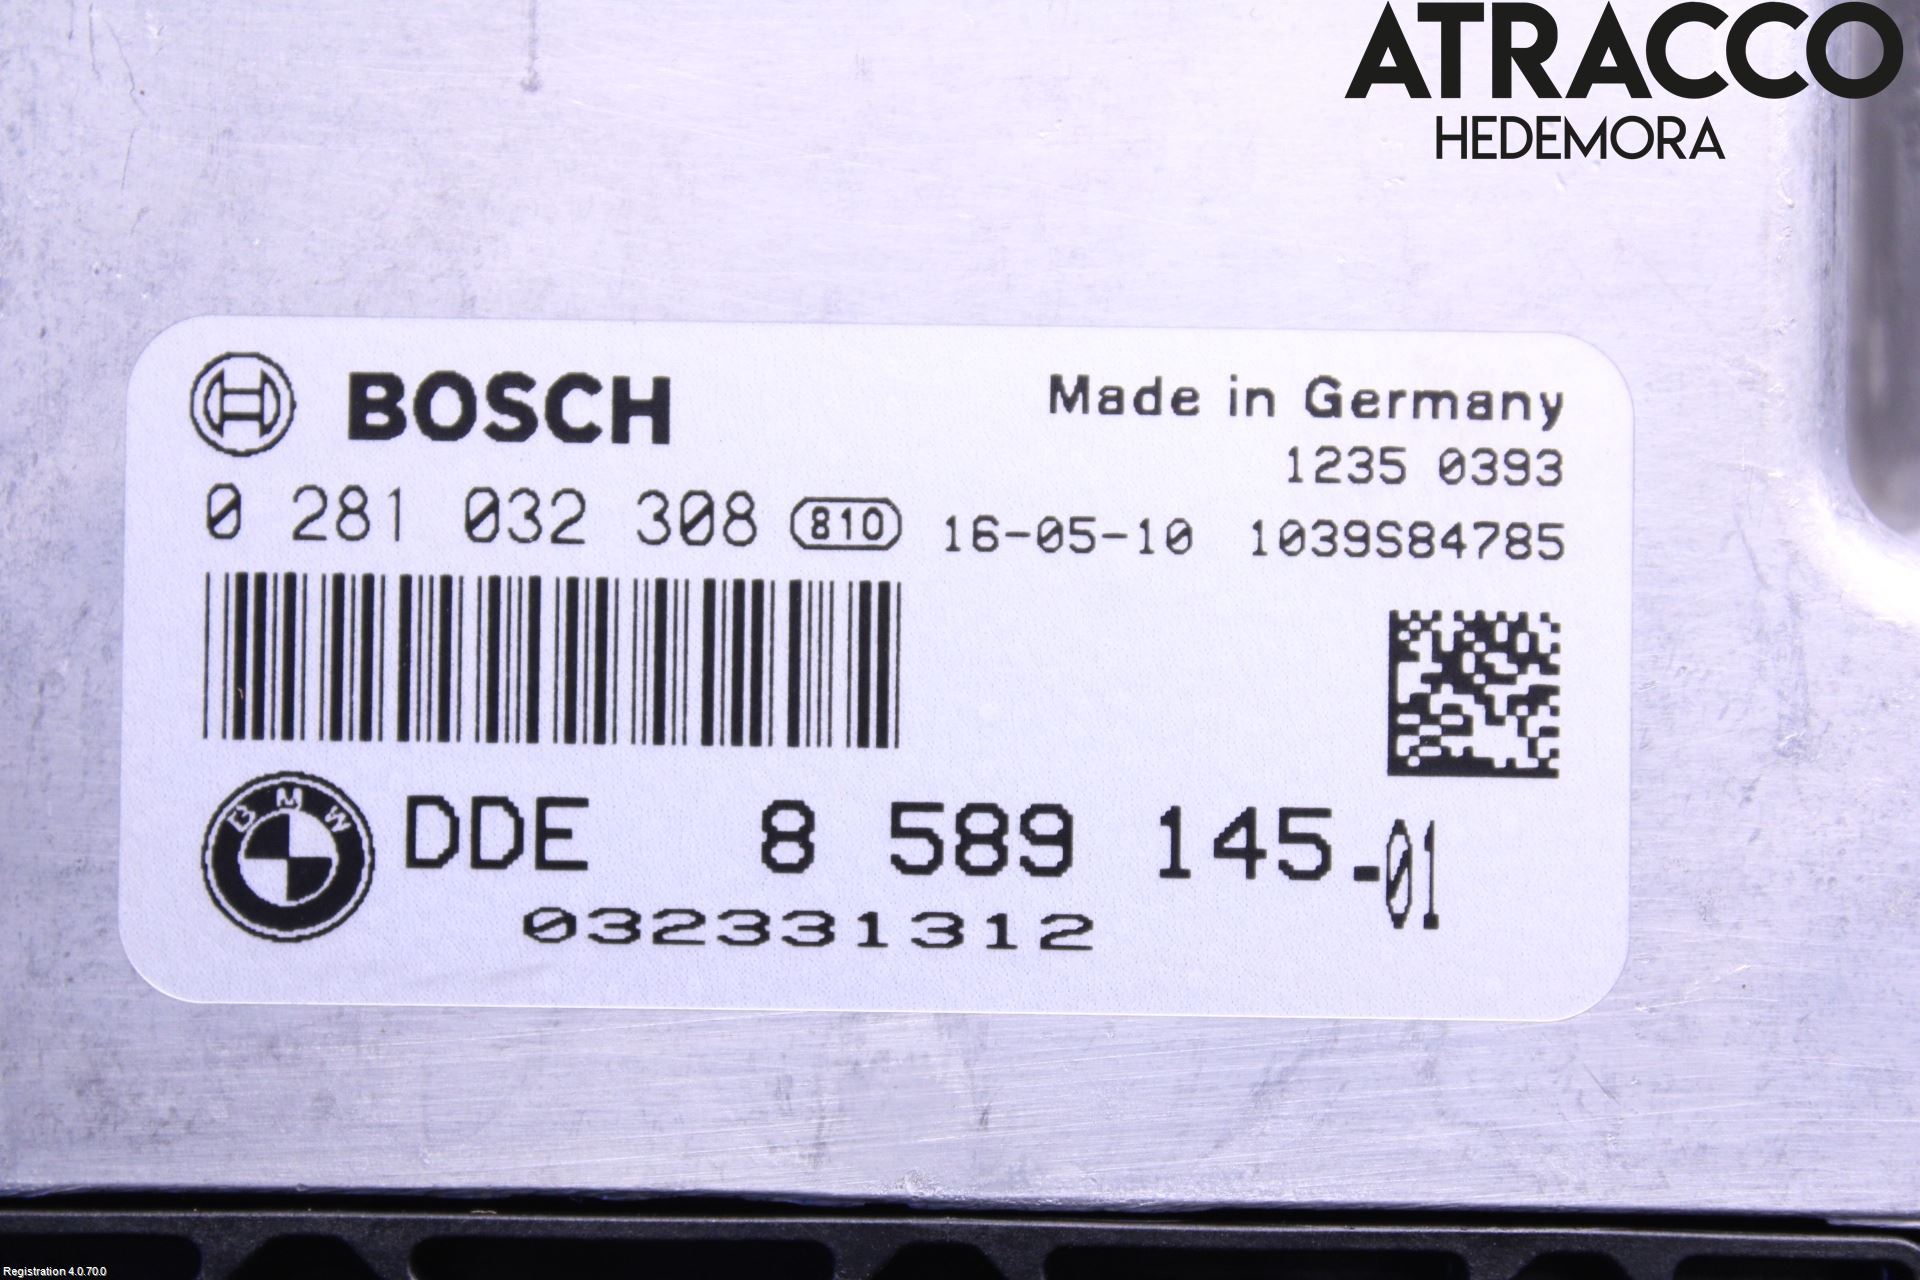 ATRACCO
HEDEMORA
BOSCH
Made in Germany
1235 0393
0 281 032 308 810 16-05-10 1039S84785
BMW DDE 8 589 145-01
032331312
Registration 4.0.70.0